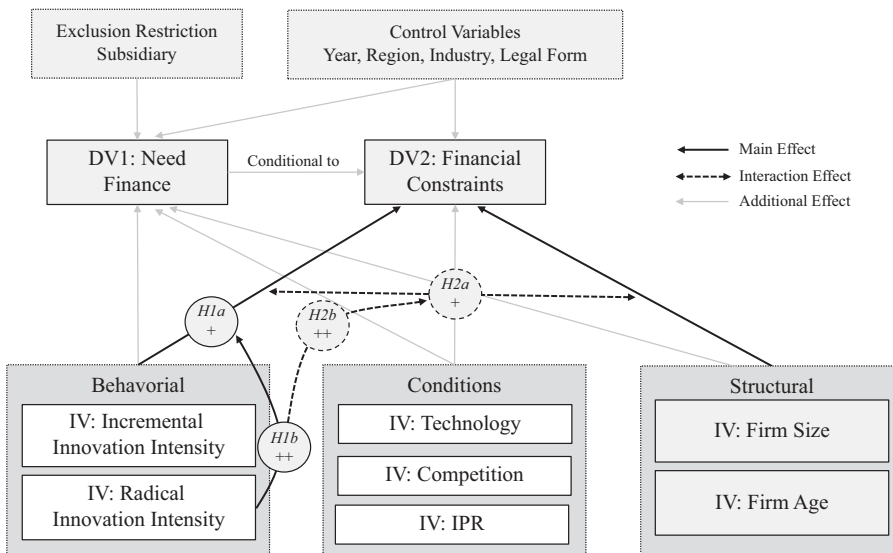 Exclusion Restriction
Subsidiary
Control Variables
Year, Region, Industry, Legal Form
DV1: Need
Finance
Conditional to
DV2: Financial
Constraints
Main Effect
Interaction Effect
Additional Effect
H1a
+
H2b
++
H2a
+
Behavorial
IV: Incremental
Innovation Intensity
IV: Radical
Innovation Intensity
H1b
++
Conditions
IV: Technology
IV: Competition
IV: IPR
Structural
IV: Firm Size
IV: Firm Age